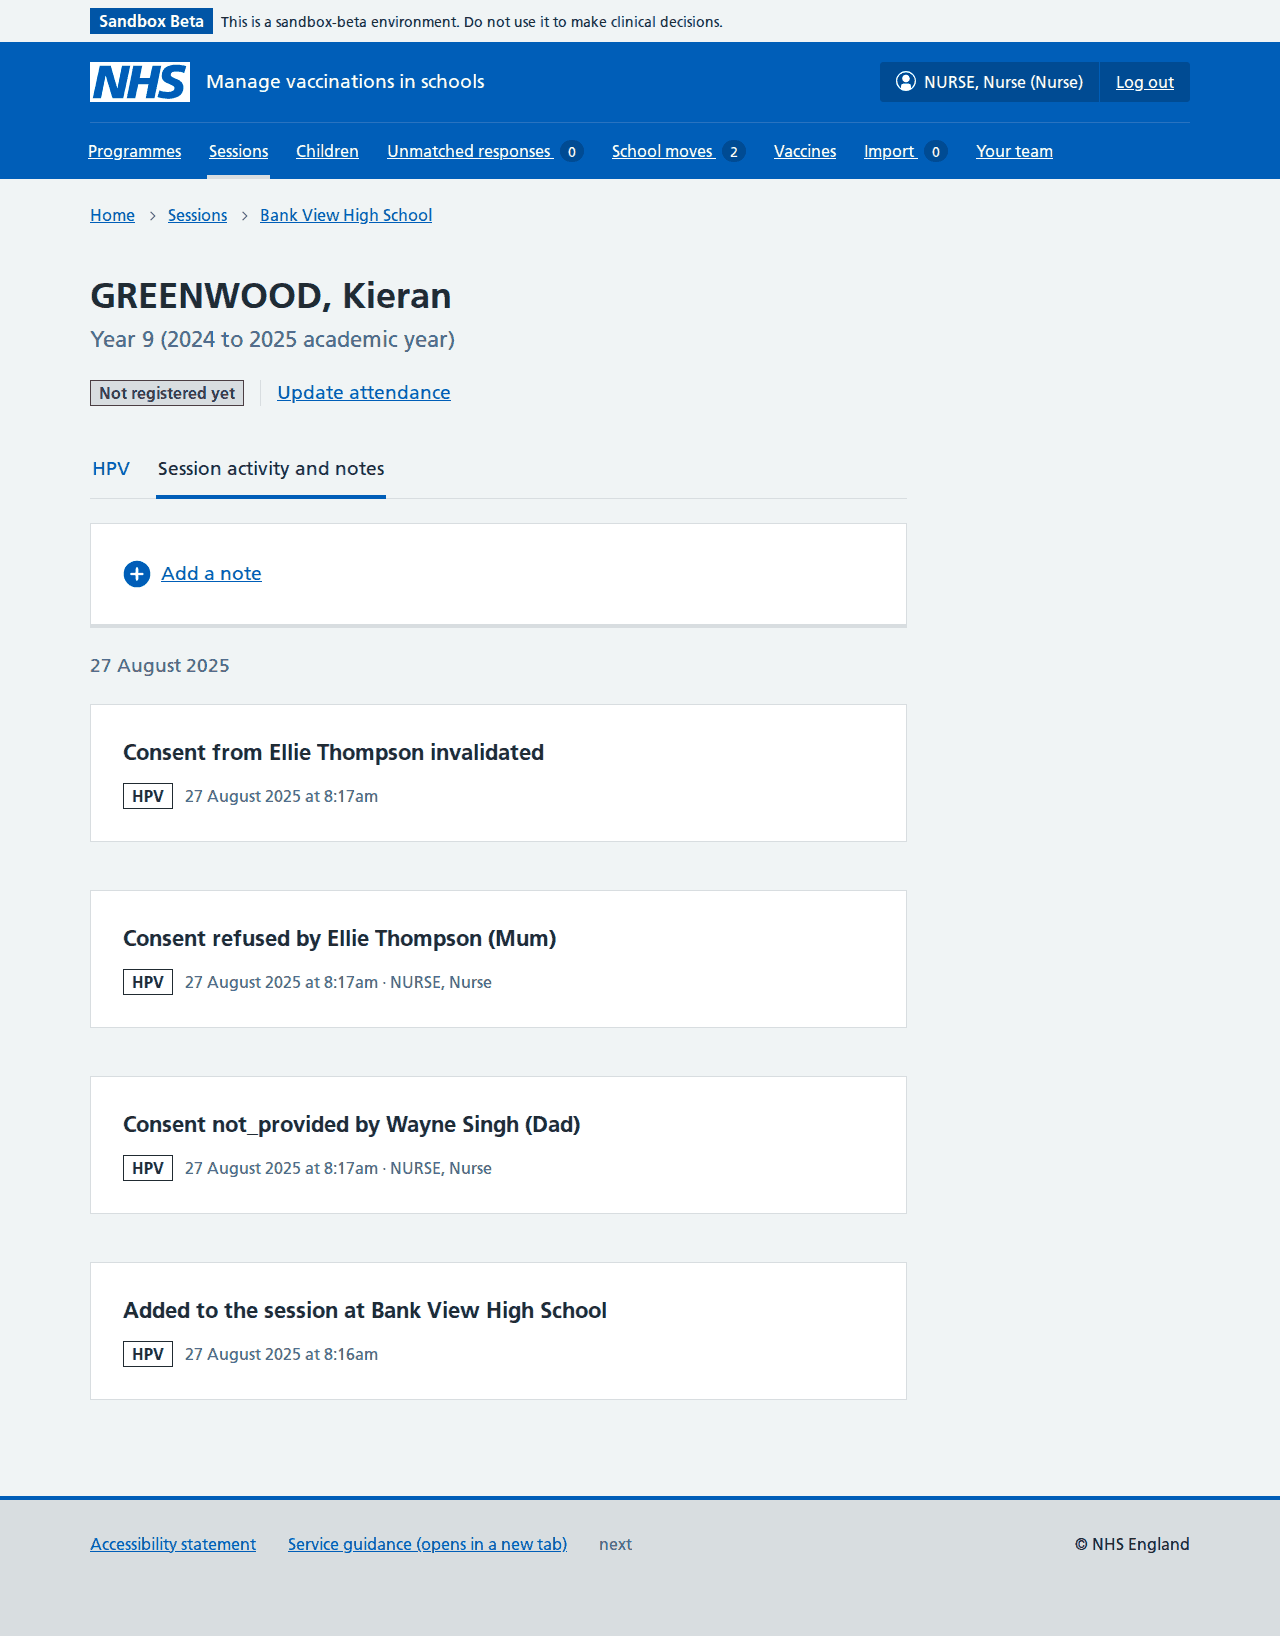 Sandbox Beta This is a sandbox-beta environment. Do not use it to make clinical decisions.
NHS Manage vaccinations in schools NURSE, Nurse (Nurse) Log out
Programmes Sessions Children Unmatched responses 0 School moves 2 Vaccines Import 0 Your team
Home Sessions Bank View High School
GREENWOOD, Kieran
Year 9 (2024 to 2025 academic year)
Not registered yet Update attendance
HPV Session activity and notes
Add a note
27 August 2025
Consent from Ellie Thompson invalidated
HPV 27 August 2025 at 8:17am
Consent refused by Ellie Thompson (Mum)
HPV 27 August 2025 at 8:17am · NURSE, Nurse
Consent not_provided by Wayne Singh (Dad)
HPV 27 August 2025 at 8:17am · NURSE, Nurse
Added to the session at Bank View High School
HPV 27 August 2025 at 8:16am
Accessibility statement Service guidance (opens in a new tab) next © NHS England